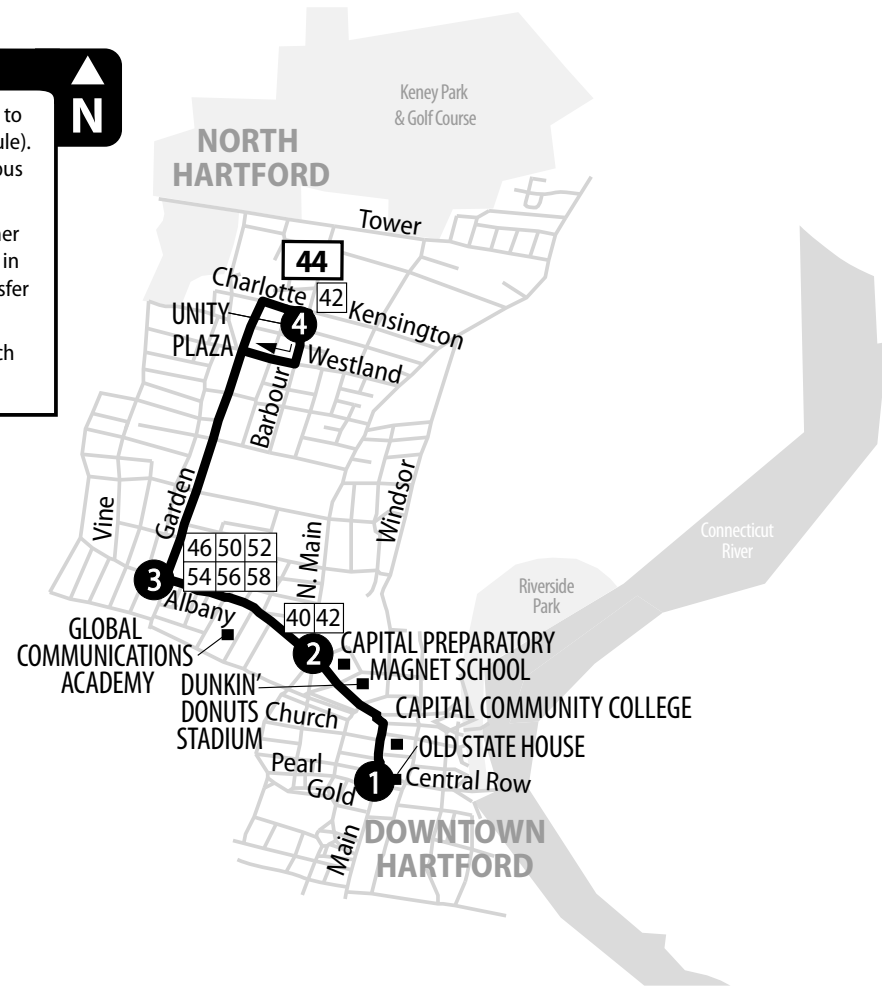 N
to
ule).
ous
ner
in
sfer
ch
Keney Park
& Golf Course
NORTH
HARTFORD
Tower
44
Charlotte
42
Kensington
UNITY
PLAZA
4
Westland
Barbour
Garden
Vine
Windsor
N. Main
Connecticut
River
46 50 52
54 56 58
3
Albany
Riverside
Park
40 42
GLOBAL
COMMUNICATIONS
ACADEMY
2
CAPITAL PREPARATORY
MAGNET SCHOOL
DUNKIN'
DONUTS
STADIUM
Church
CAPITAL COMMUNITY COLLEGE
OLD STATE HOUSE
Pearl
Gold
1
Central Row
Main
DOWNTOWN
HARTFORD